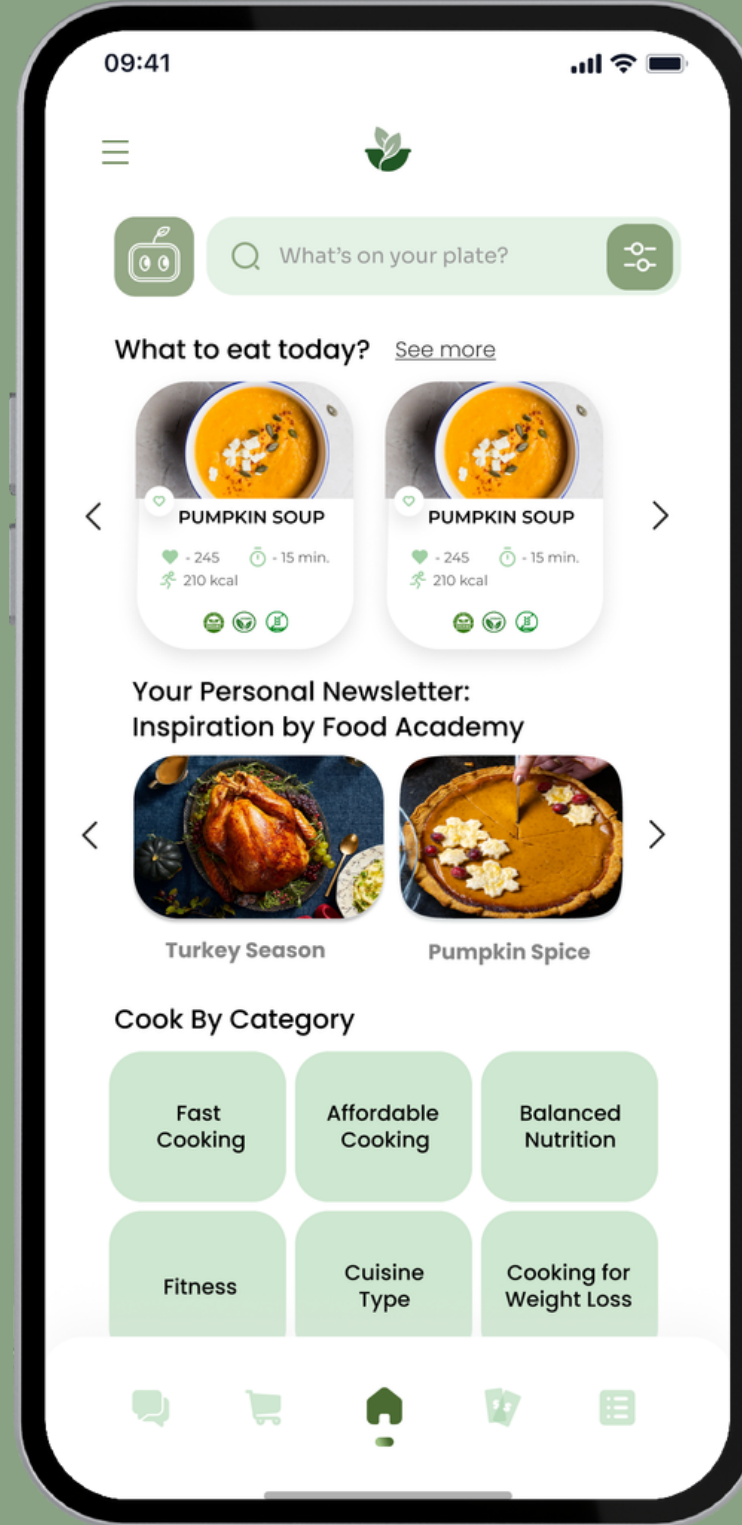 09:41
What's on your plate?
What to eat today? See more
PUMPKIN SOUP PUMPKIN SOUP
- 245 - 15 min. - 245 - 15 min.
210 kcal 210 kcal
Your Personal Newsletter:
Inspiration by Food Academy
Turkey Season Pumpkin Spice
Cook By Category
Fast Affordable Balanced
Cooking Cooking Nutrition
Fitness Cuisine Cooking for
Type Weight Loss